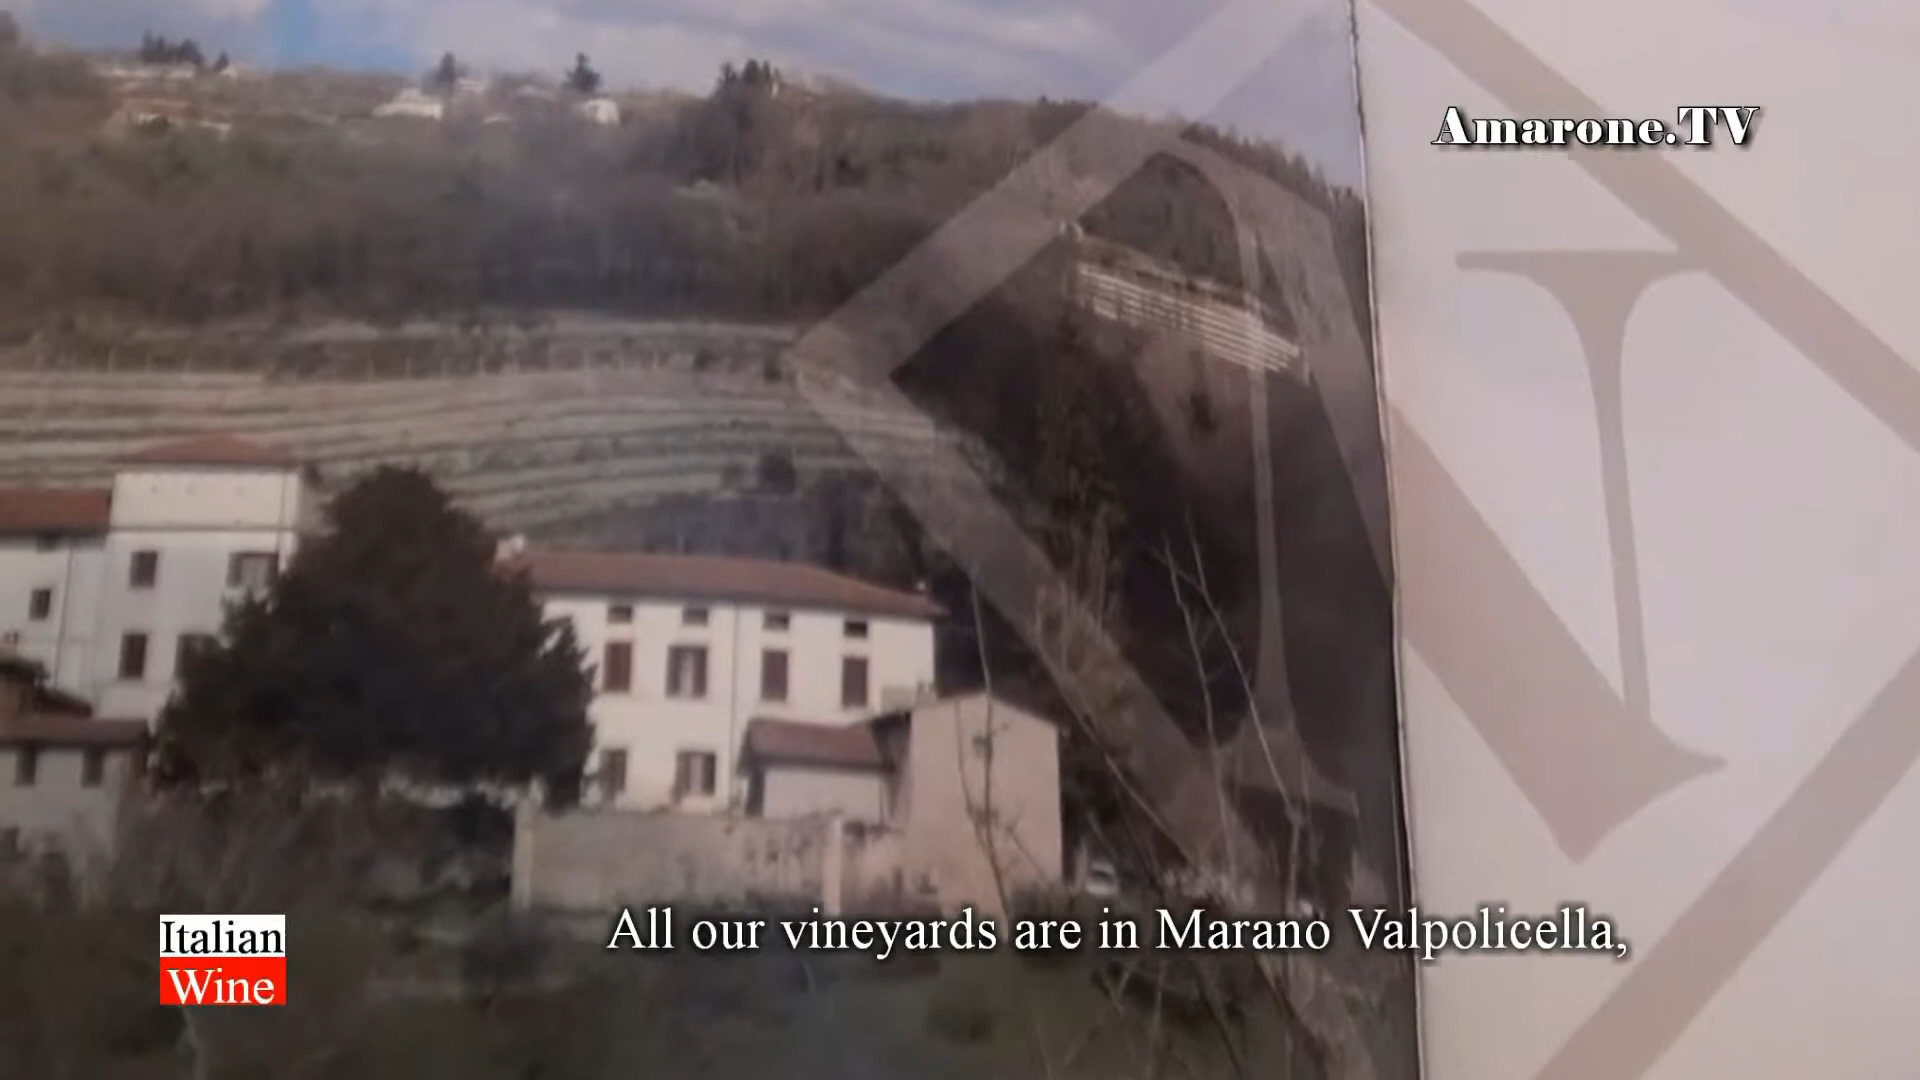 Amarone.TV
Italian
Wine
All our vineyards are in Marano Valpolicella,